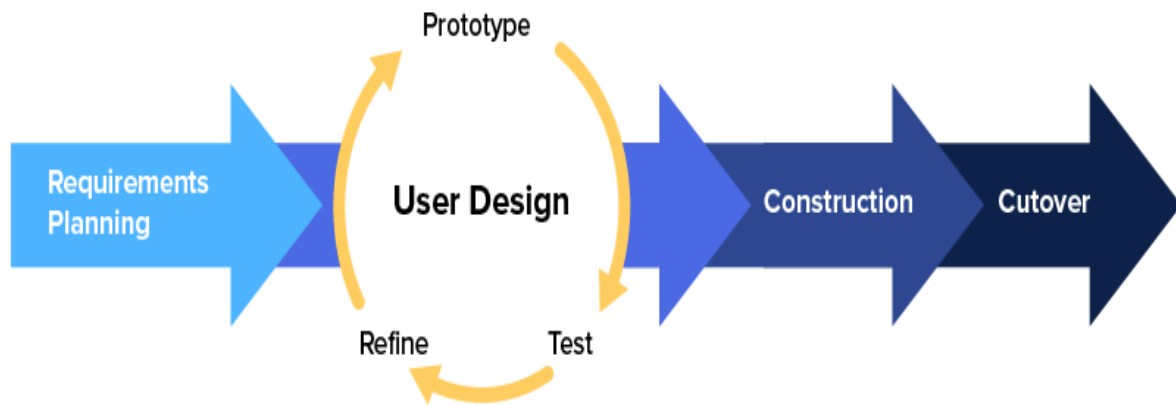 Prototype
Requirements
Planning
User Design
Construction
Cutover
Refine
Test